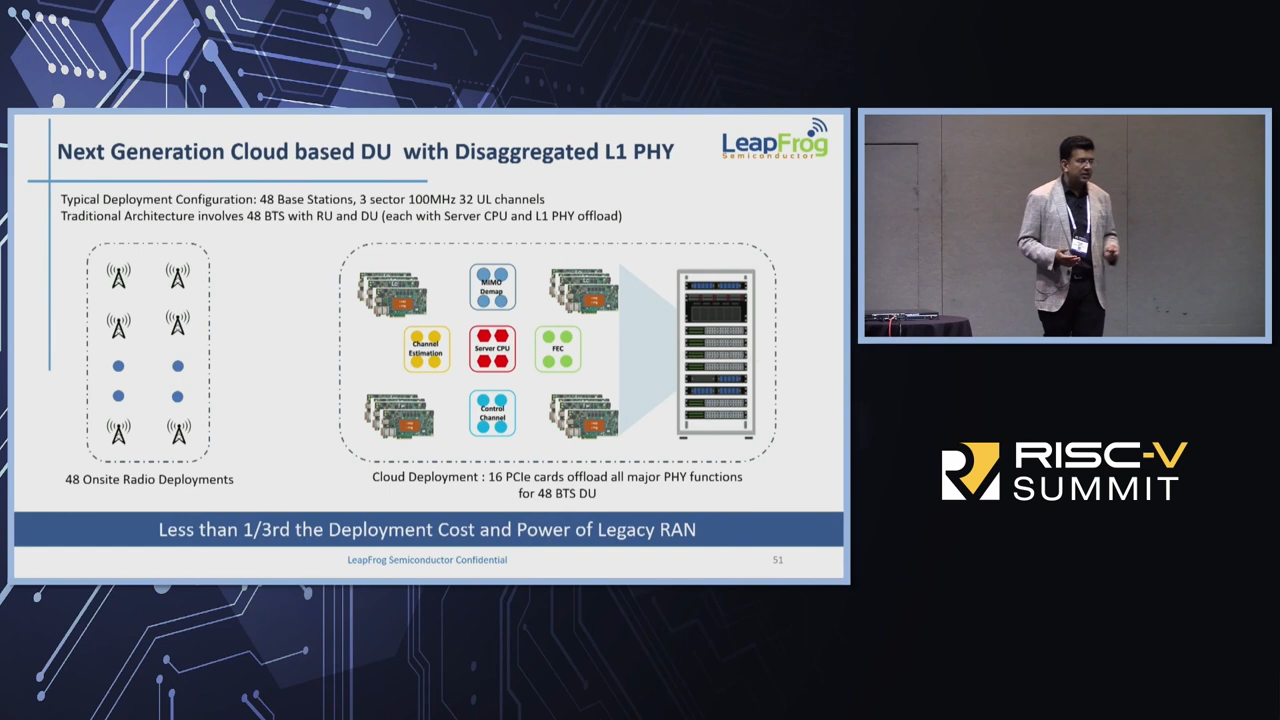 Next Generation Cloud based DU with Disaggregated L1 PHY
LeapFrog
Semiconductor
Typical Deployment Configuration: 48 Base Stations, 3 sector 100MHz 32 UL channels
Traditional Architecture involves 48 BTS with RU and DU (each with Server CPU and L1 PHY offload)
MIMO
Demap
Channel
Estimation
Server CPU
FEC
Control
Channel
48 Onsite Radio Deployments
Cloud Deployment : 16 PCIe cards offload all major PHY functions
for 48 BTS DU
Less than 1/3rd the Deployment Cost and Power of Legacy RAN
LeapFrog Semiconductor Confidential
51
RISC-V
SUMMIT